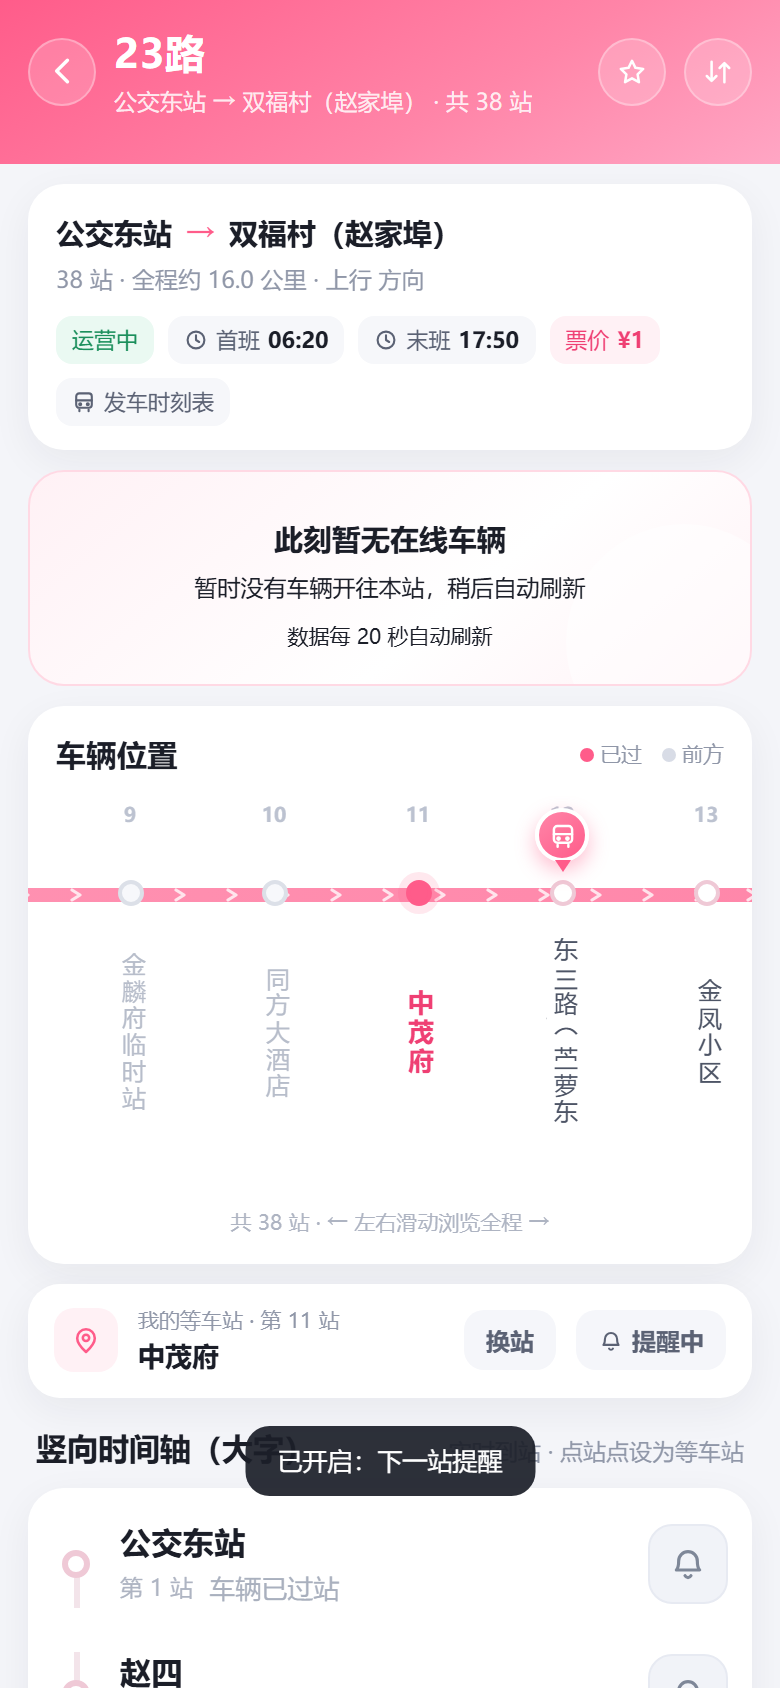 23路
公交东站 → 双福村（赵家埠） · 共 38 站
公交东站 → 双福村（赵家埠）
38 站 · 全程约 16.0 公里 · 上行 方向
运营中 首班 06:20 末班 17:50 票价 ¥1
发车时刻表
此刻暂无在线车辆
暂时没有车辆开往本站，稍后自动刷新
数据每 20 秒自动刷新
车辆位置 已过 前方
9 10 11 13
金麟府临时站
同方大酒店
中茂府
东三路（芒萝东
金凤小区
共 38 站 · ← 左右滑动浏览全程 →
我的等车站 · 第 11 站
中茂府
换站 提醒中
竖向时间轴（大字）
到站 · 点站点设为等车站
已开启：下一站提醒
公交东站
第 1 站 车辆已过站
赵四